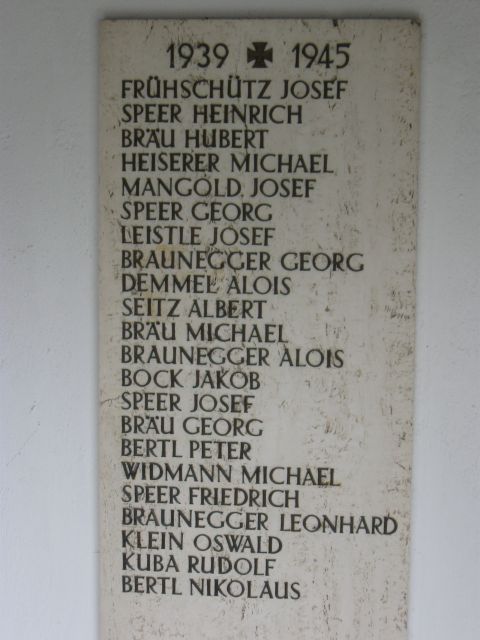 1939 ✠ 1945
FRÜHSCHÜTZ JOSEF
SPEER HEINRICH
BRÄU HUBERT
HEISERER MICHAEL
MANGOLD JOSEF
SPEER GEORG
LEISTLE JOSEF
BRAUNEGGER GEORG
DEMMEL ALOIS
SEITZ ALBERT
BRÄU MICHAEL
BRAUNEGGER ALOIS
BOCK JAKOB
SPEER JOSEF
BRÄU GEORG
BERTL PETER
WIDMANN MICHAEL
SPEER FRIEDRICH
BRAUNEGGER LEONHARD
KLEIN OSWALD
KUBA RUDOLF
BERTL NIKOLAUS